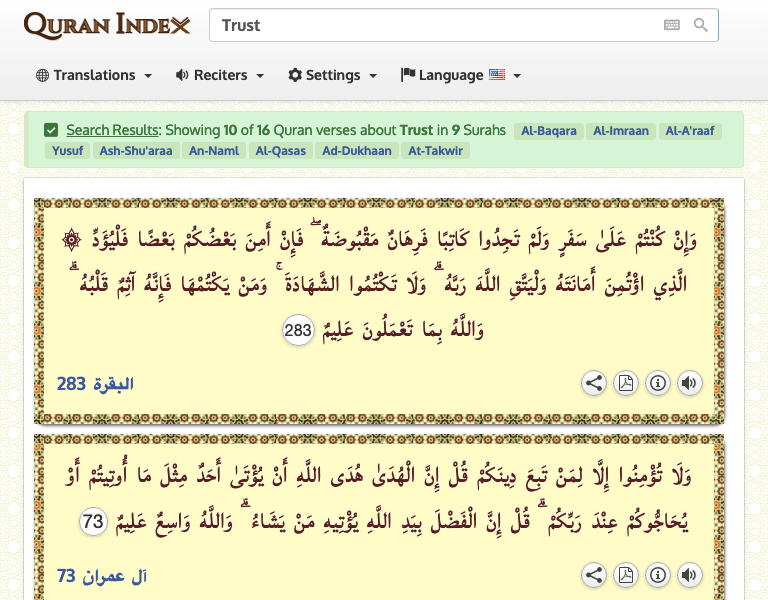 QURAN INDEX
Trust
Translations Reciters Settings Language
Search Results: Showing 10 of 16 Quran verses about Trust in 9 Surahs Al-Baqara Al-Imraan Al-A'raaf
Yusuf Ash-Shu'araa An-Naml Al-Qasas Ad-Dukhaan At-Takwir
۞ وَإِنْ كُنْتُمْ عَلَىٰ سَفَرٍ وَلَمْ تَجِدُوا كَاتِبًا فَرِهَانٌ مَقْبُوضَةٌ ۖ فَإِنْ أَمِنَ بَعْضُكُمْ بَعْضًا فَلْيُؤَدِّ
الَّذِي اؤْتُمِنَ أَمَانَتَهُ وَلْيَتَّقِ اللَّهَ رَبَّهُ ۗ وَلَا تَكْتُمُوا الشَّهَادَةَ ۚ وَمَنْ يَكْتُمْهَا فَإِنَّهُ آثِمٌ قَلْبُهُ ۗ
وَاللَّهُ بِمَا تَعْمَلُونَ عَلِيمٌ 283
البقرة 283
وَلَا تُؤْمِنُوا إِلَّا لِمَنْ تَبِعَ دِينَكُمْ قُلْ إِنَّ الْهُدَىٰ هُدَى اللَّهِ أَنْ يُؤْتَىٰ أَحَدٌ مِثْلَ مَا أُوتِيتُمْ أَوْ
يُحَاجُّوكُمْ عِنْدَ رَبِّكُمْ ۗ قُلْ إِنَّ الْفَضْلَ بِيَدِ اللَّهِ يُؤْتِيهِ مَنْ يَشَاءُ ۗ وَاللَّهُ وَاسِعٌ عَلِيمٌ 73
آل عمران 73